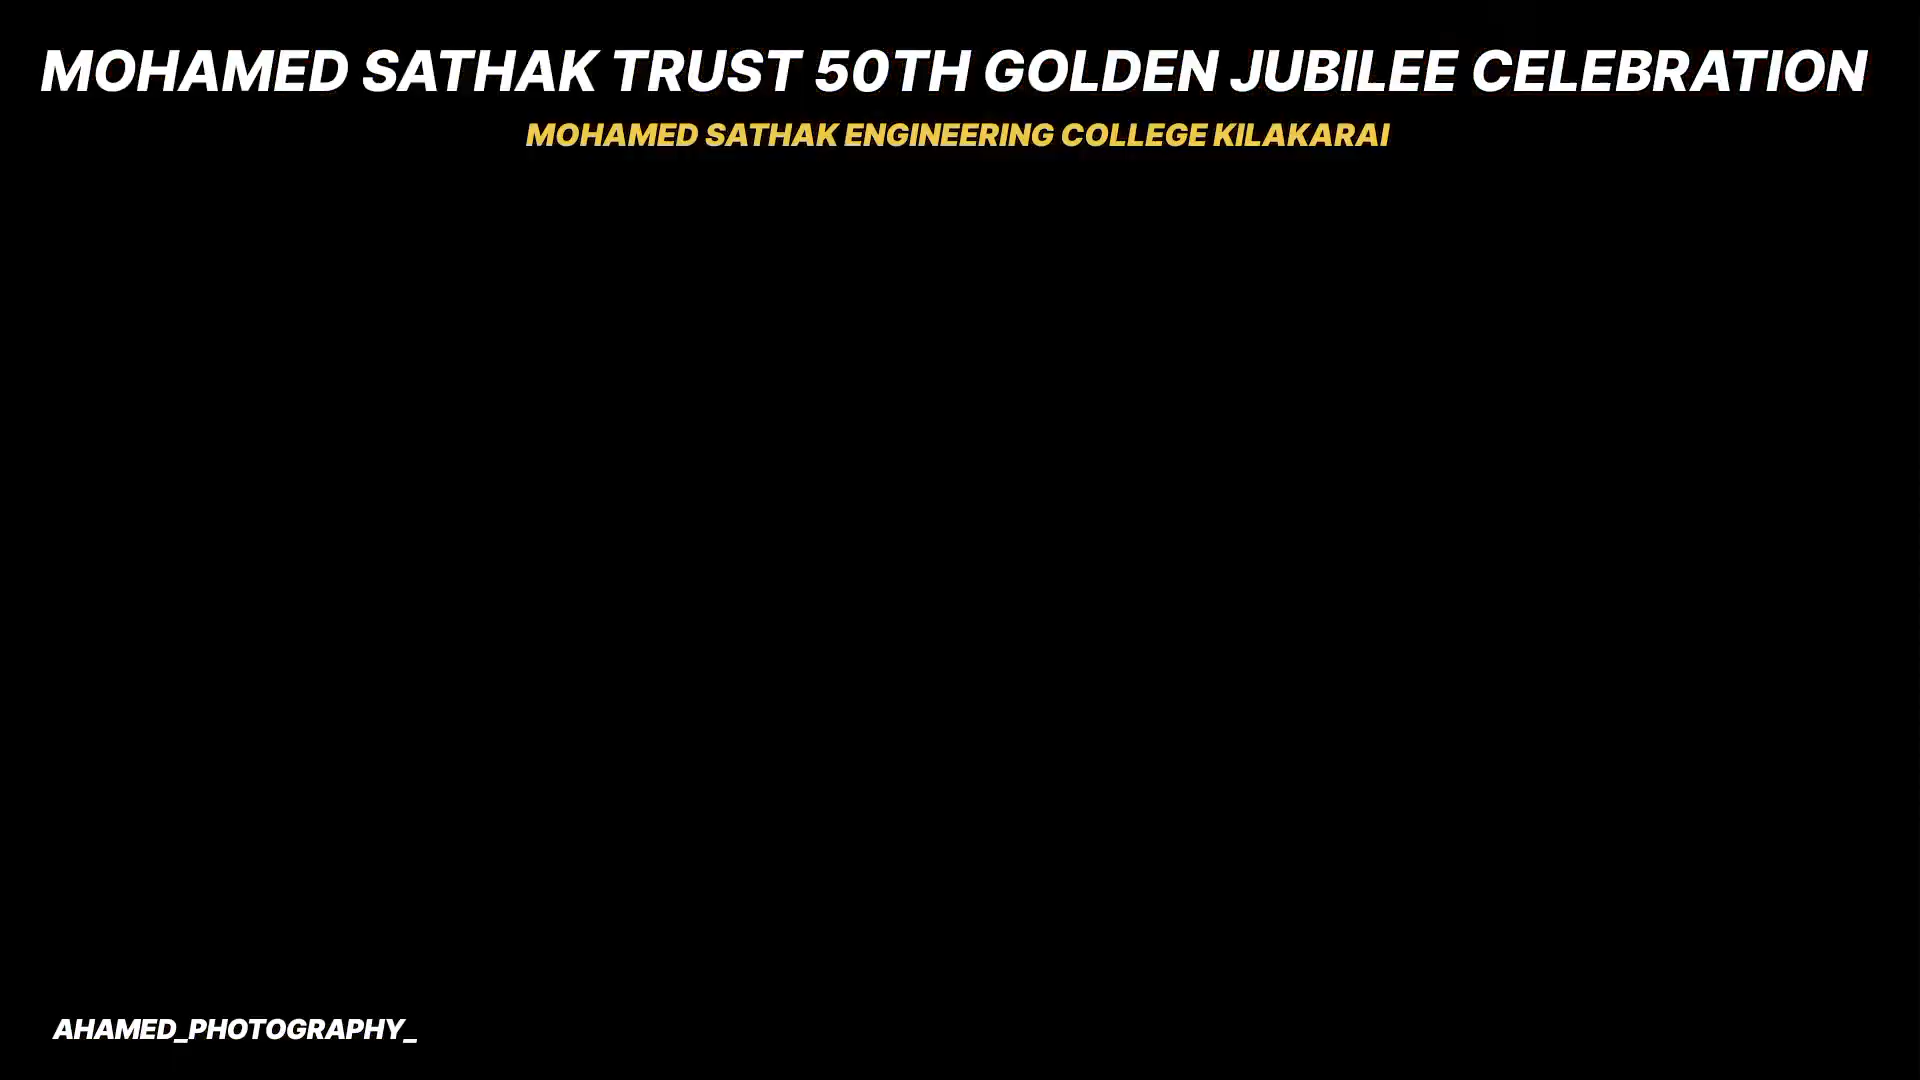 MOHAMED SATHAK TRUST 50TH GOLDEN JUBILEE CELEBRATION
MOHAMED SATHAK ENGINEERING COLLEGE KILAKARAI
AHAMED_PHOTOGRAPHY_